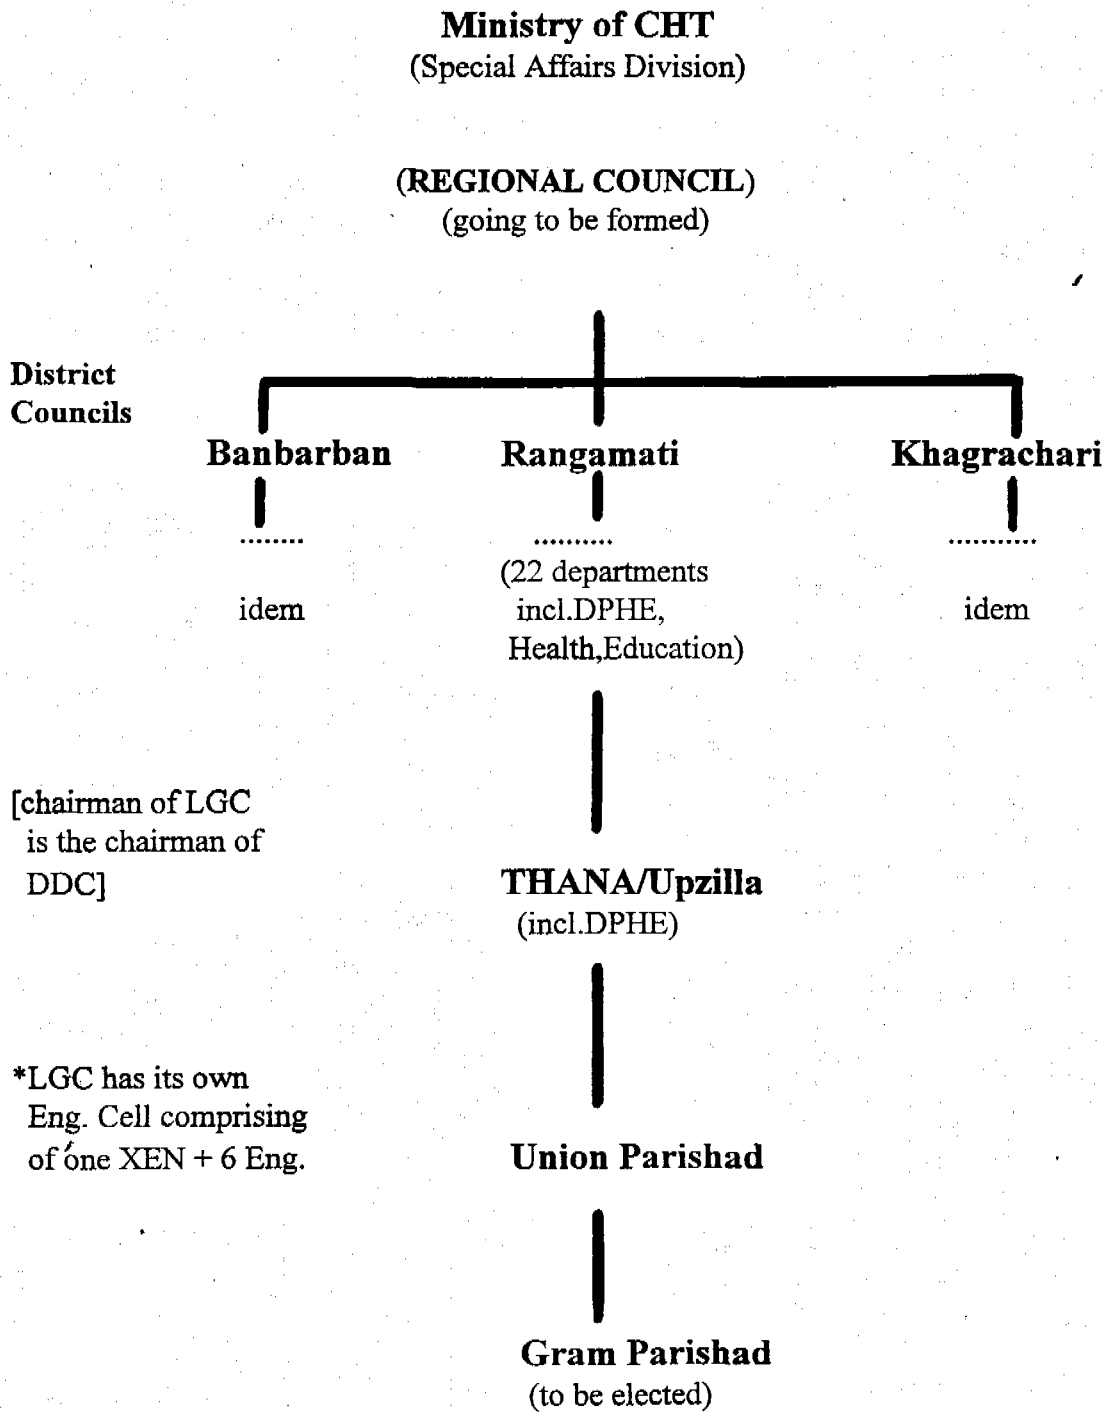 Ministry of CHT
(Special Affairs Division)
(REGIONAL COUNCIL)
(going to be formed)
District
Councils
Banbarban
Rangamati
Khagrachari
........
..........
...........
(22 departments
incl.DPHE,
Health,Education)
idem
idem
[chairman of LGC
is the chairman of
DDC]
THANA/Upzilla
(incl.DPHE)
*LGC has its own
Eng. Cell comprising
of one XEN + 6 Eng.
Union Parishad
Gram Parishad
(to be elected)